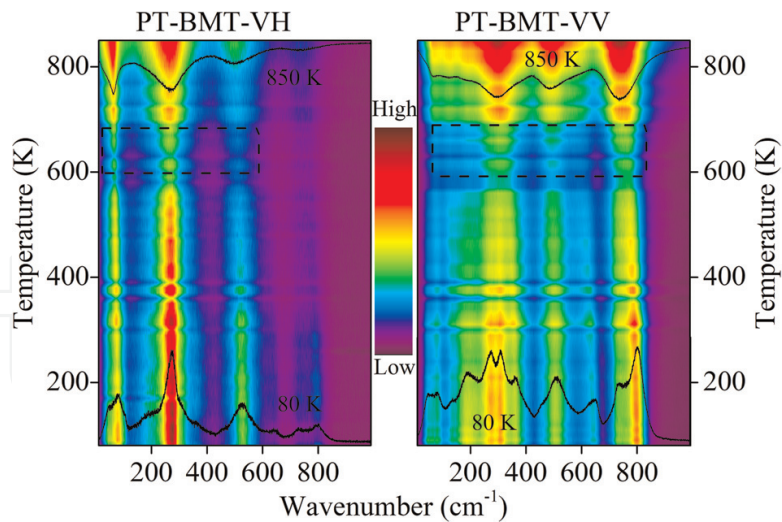 PT-BMT-VH
PT-BMT-VV
800
600
400
200
Temperature (K)
850 K
80 K
High
Low
850 K
80 K
800
600
400
200
Temperature (K)
200 400 600 800
200 400 600 800
Wavenumber (cm⁻¹)